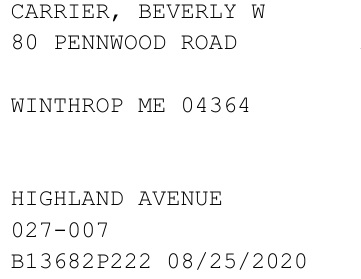 CARRIER, BEVERLY W
80 PENNWOOD ROAD
WINTHROP ME 04364
HIGHLAND AVENUE
027-007
B13682P222 08/25/2020